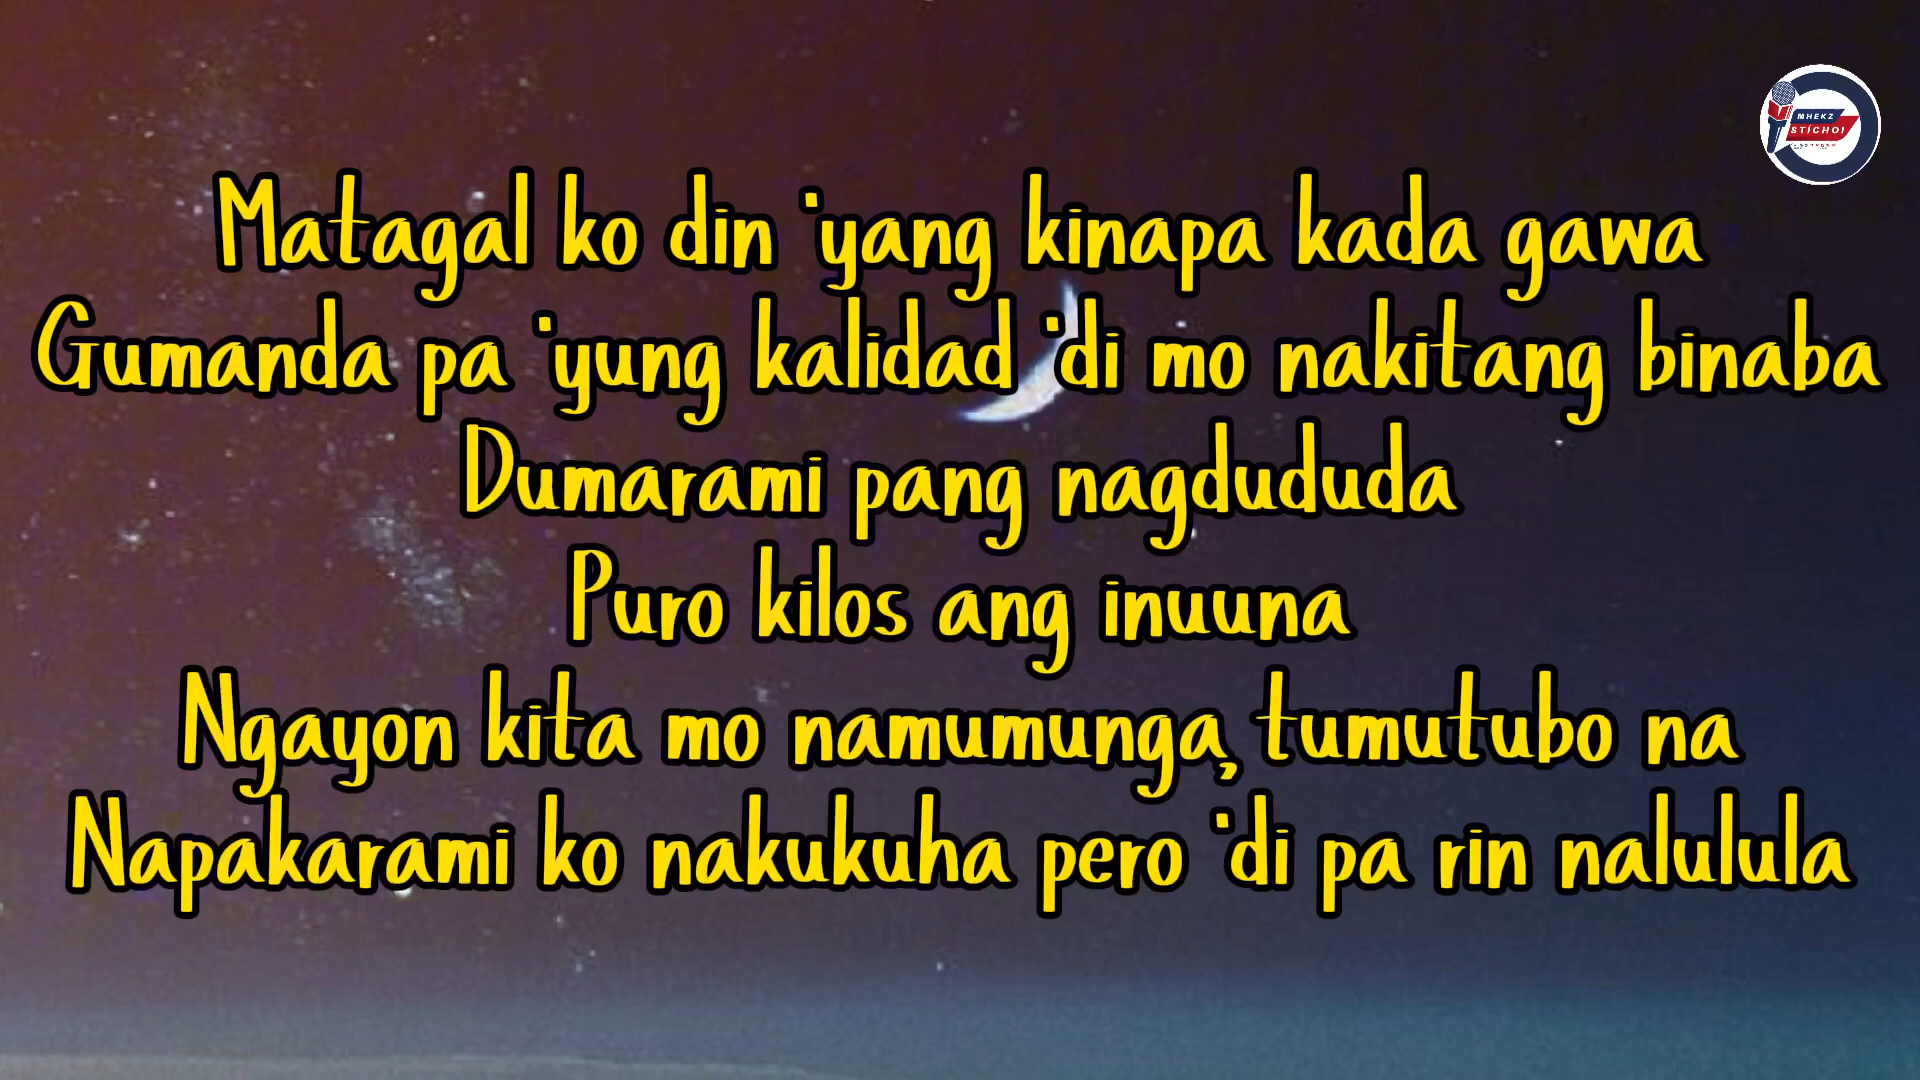 Matagal ko din 'yang kinapa kada gawa
Gumanda pa 'yung kalidad 'di mo nakitang binaba
Dumarami pang nagdududa
Puro kilos ang inuuna
Ngayon kita mo namumunga, tumutubo na
Napakarami ko nakukuha pero 'di pa rin nalulula
MHEKZ
STÍCHOI